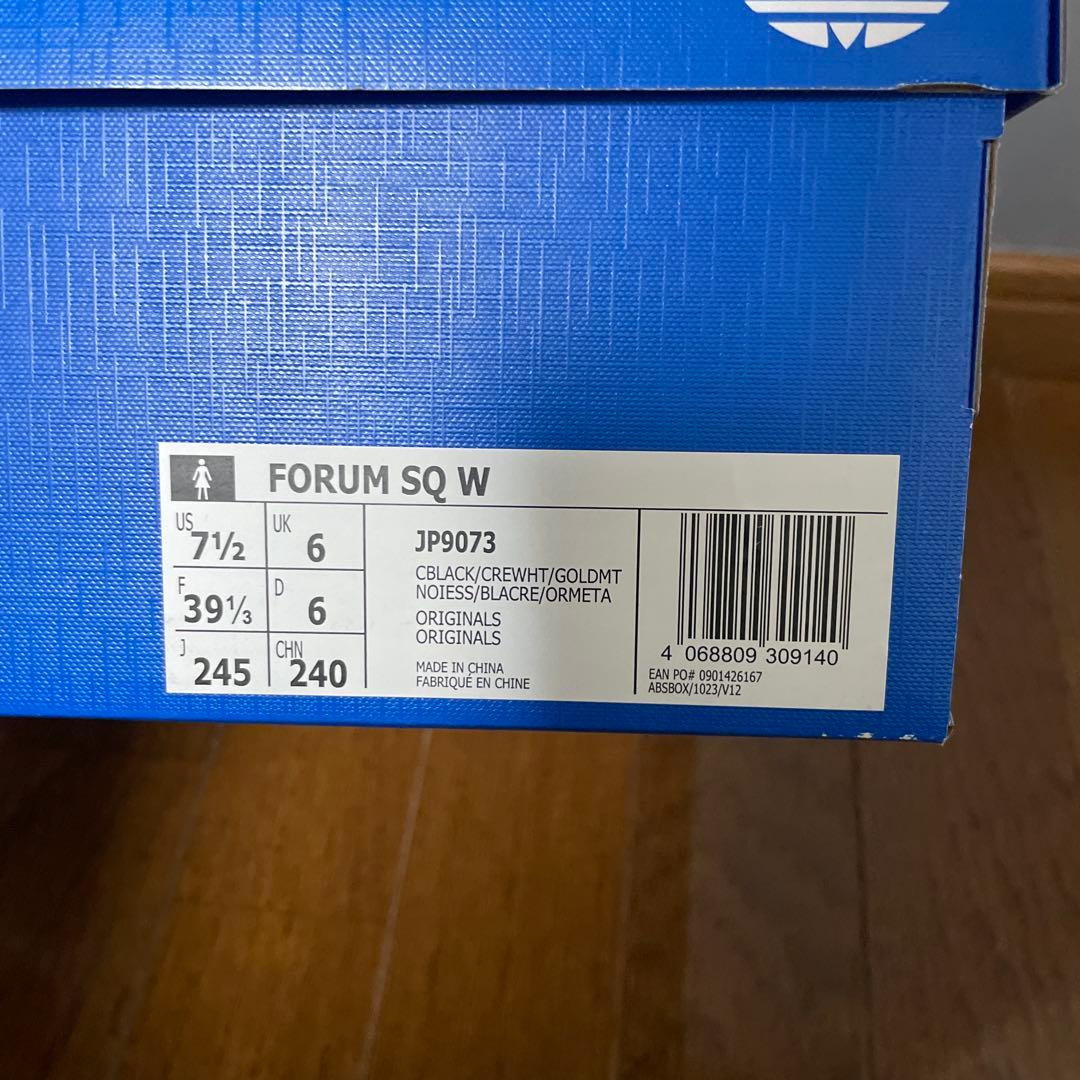 FORUM SQ W
US 7½
UK 6
F 39⅓
D 6
J 245
CHN 240
JP9073
CBLACK/CREWHT/GOLDMT
NOIESS/BLACRE/ORMETA
ORIGINALS
ORIGINALS
MADE IN CHINA
FABRIQUÉ EN CHINE
4 068809 309140
EAN PO# 0901426167
ABSBOX/1023/V12